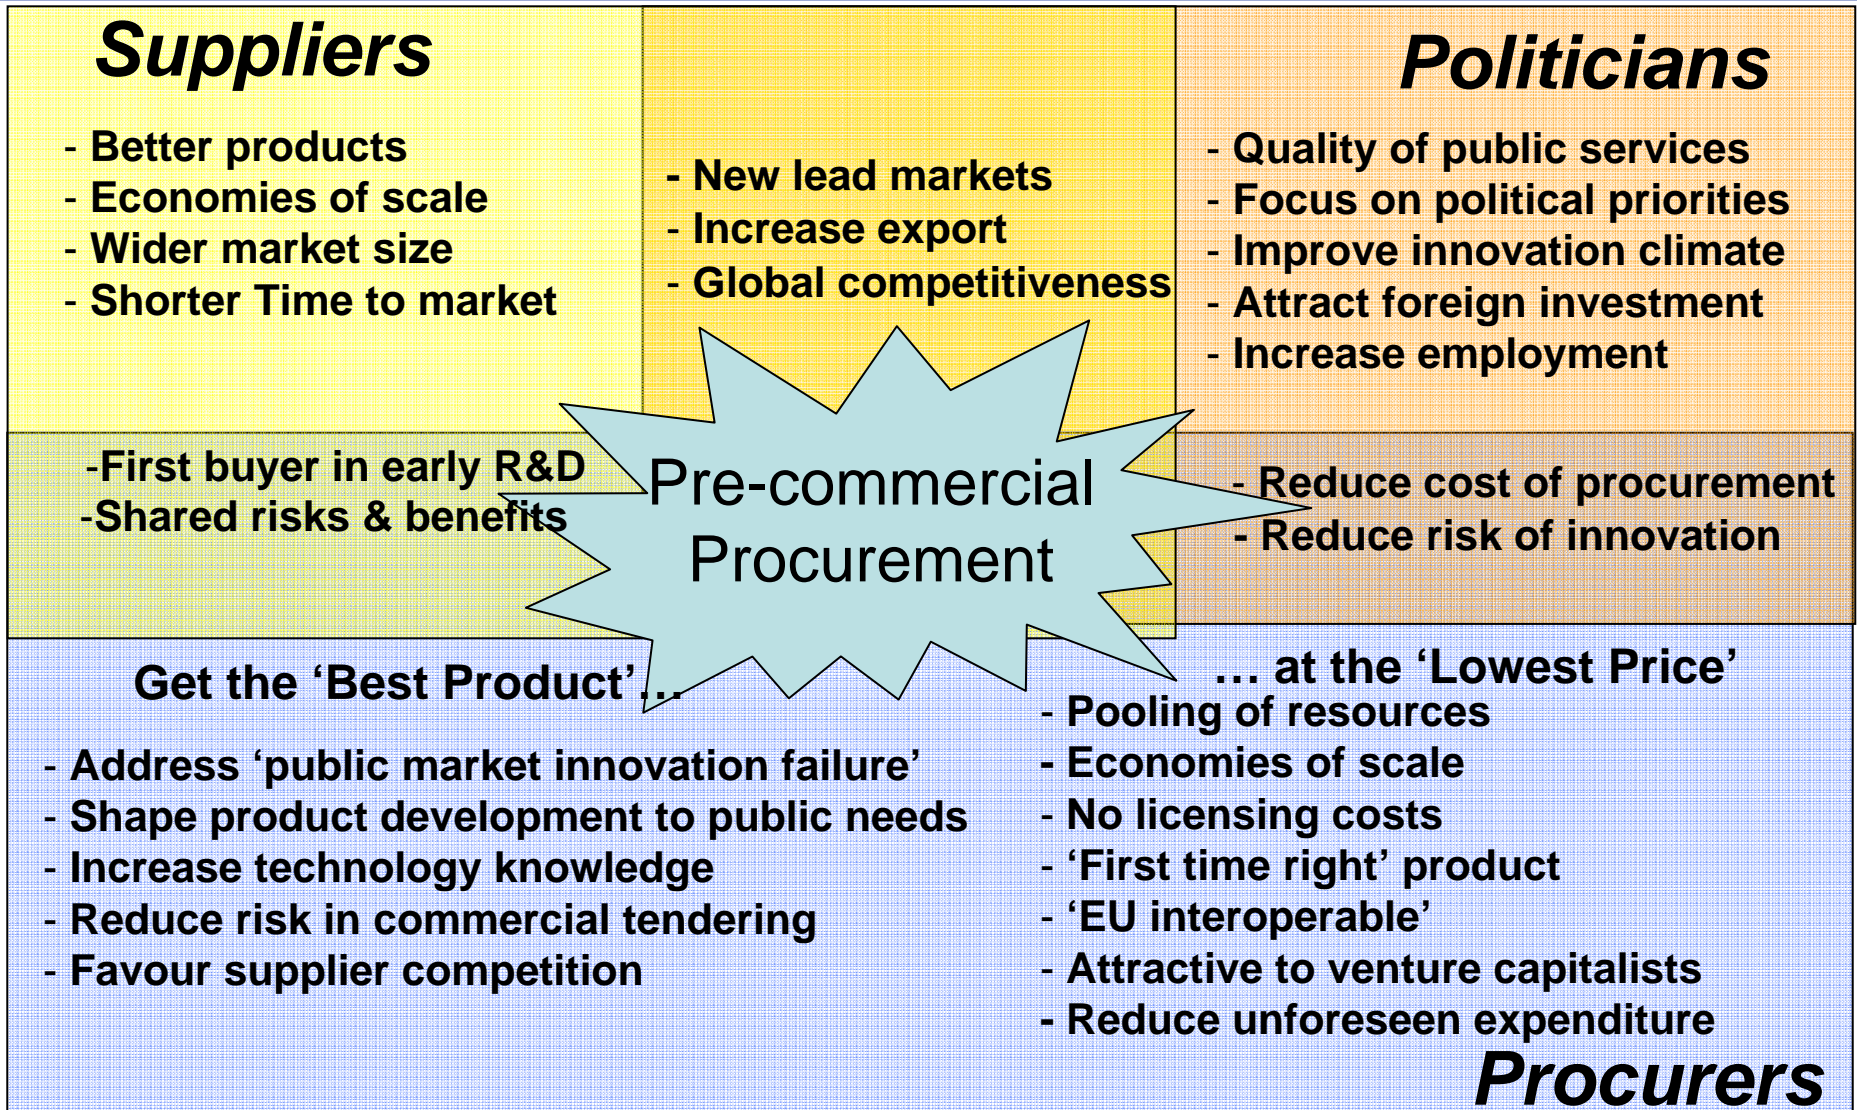 Suppliers
- Better products
- Economies of scale
- Wider market size
- Shorter Time to market
- New lead markets
- Increase export
- Global competitiveness
Politicians
- Quality of public services
- Focus on political priorities
- Improve innovation climate
- Attract foreign investment
- Increase employment
-First buyer in early R&D
-Shared risks & benefits
Pre-commercial
Procurement
- Reduce cost of procurement
- Reduce risk of innovation
Get the ‘Best Product’…
- Address ‘public market innovation failure’
- Shape product development to public needs
- Increase technology knowledge
- Reduce risk in commercial tendering
- Favour supplier competition
… at the ‘Lowest Price’
- Pooling of resources
- Economies of scale
- No licensing costs
- ‘First time right’ product
- ‘EU interoperable’
- Attractive to venture capitalists
- Reduce unforeseen expenditure
Procurers